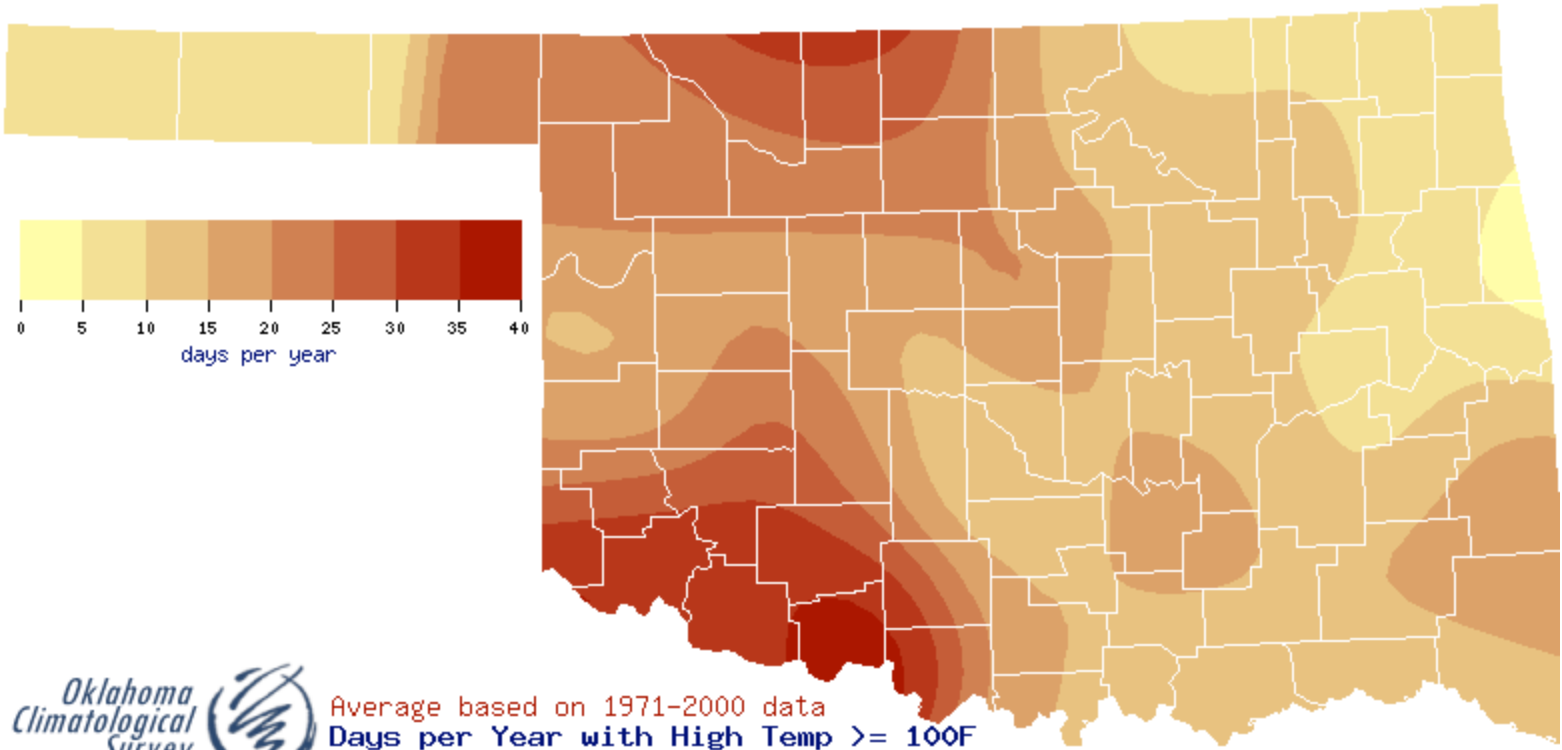 0 5 10 15 20 25 30 35 40
days per year
Oklahoma
Climatological
Survey
Average based on 1971-2000 data
Days per Year with High Temp >= 100F